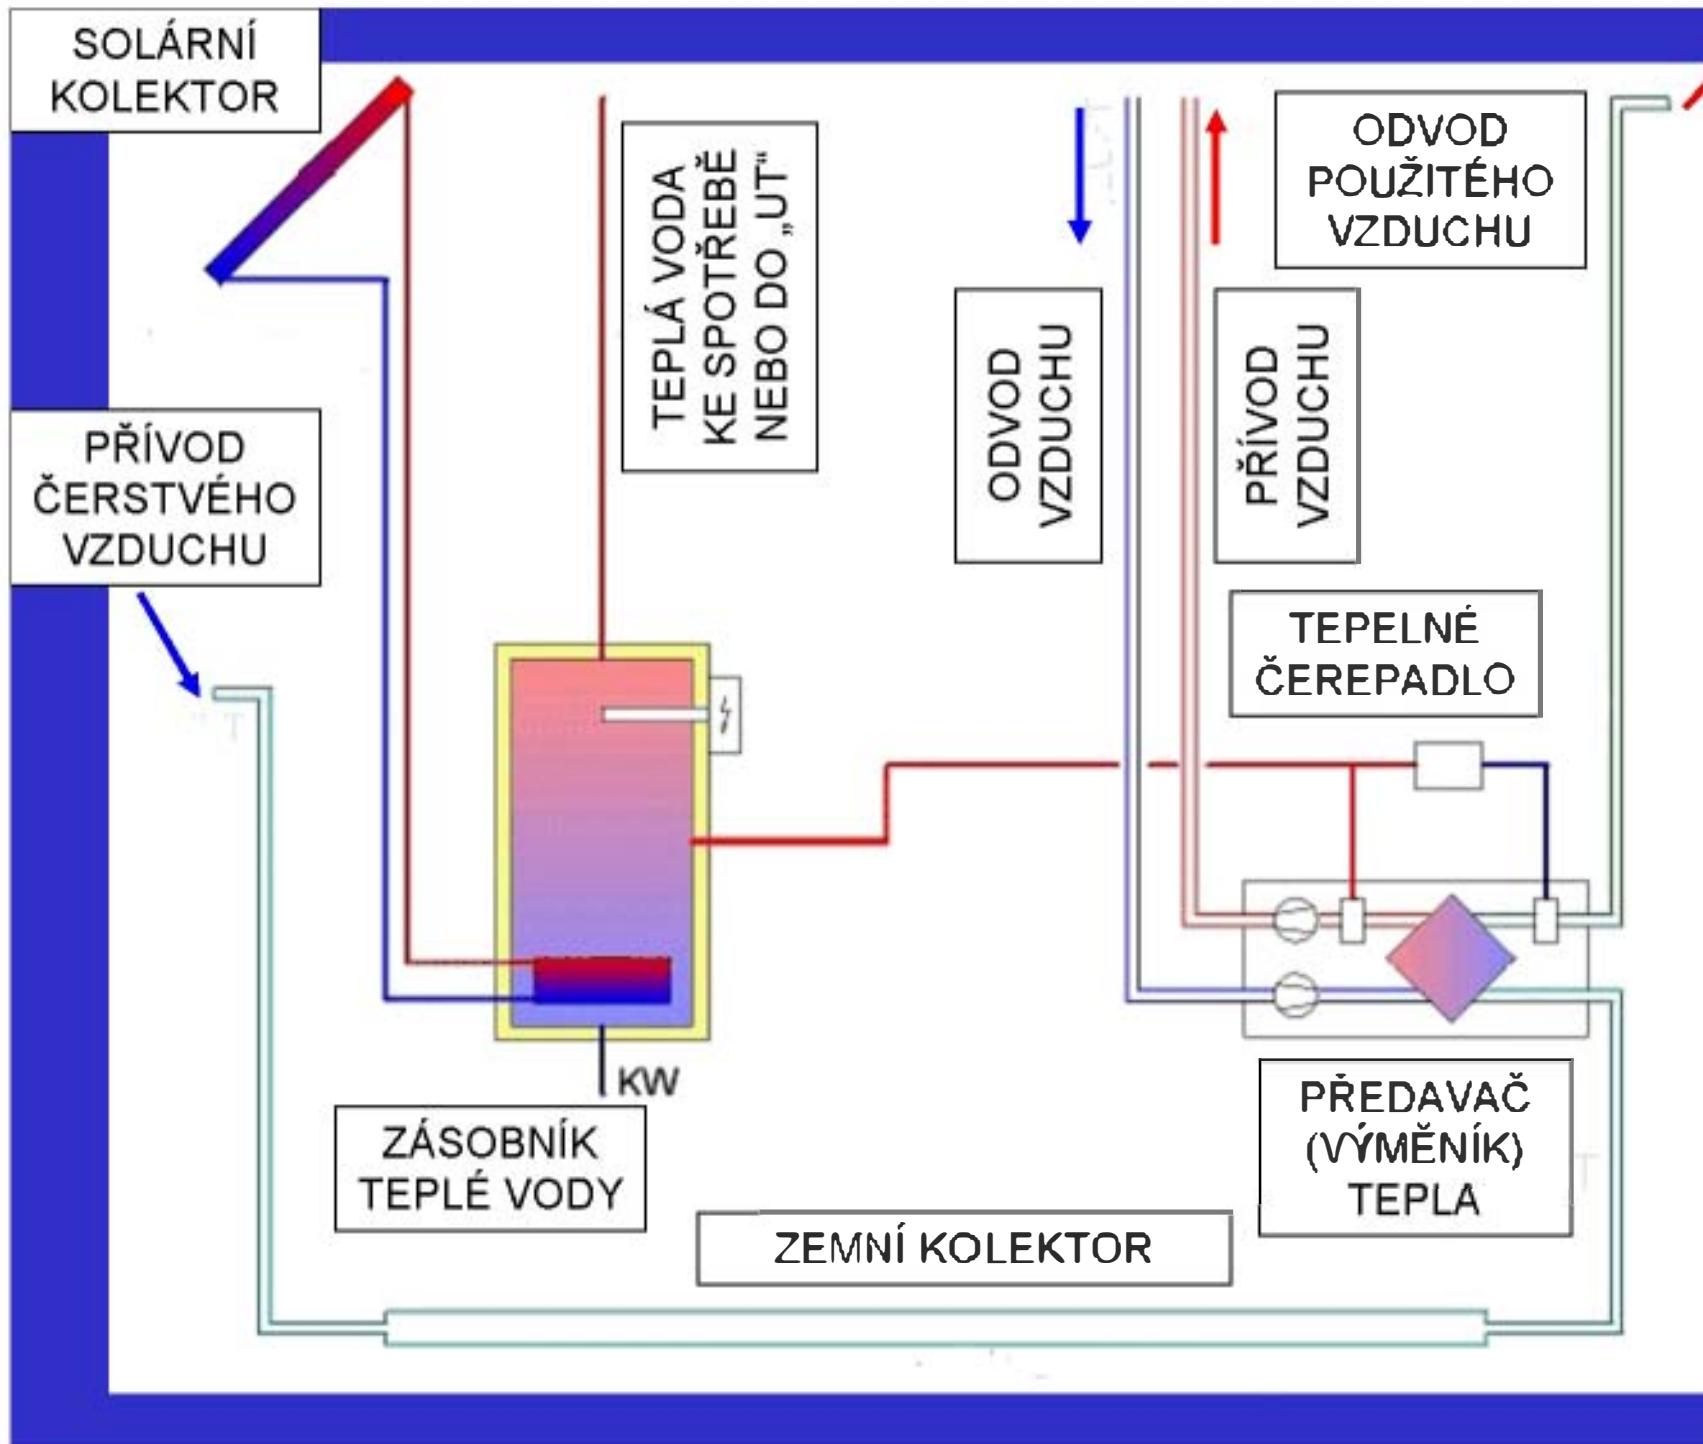 SOLÁRNÍ
KOLEKTOR
TEPLÁ VODA
KE SPOTŘEBĚ
NEBO DO „UT“
ODVOD
POUŽITÉHO
VZDUCHU
ODVOD
VZDUCHU
PŘÍVOD
VZDUCHU
PŘÍVOD
ČERSTVÉHO
VZDUCHU
TEPELNÉ
ČEREPADLO
KW
ZÁSOBNÍK
TEPLÉ VODY
PŘEDAVAČ
(VÝMĚNÍK)
TEPLA
ZEMNÍ KOLEKTOR